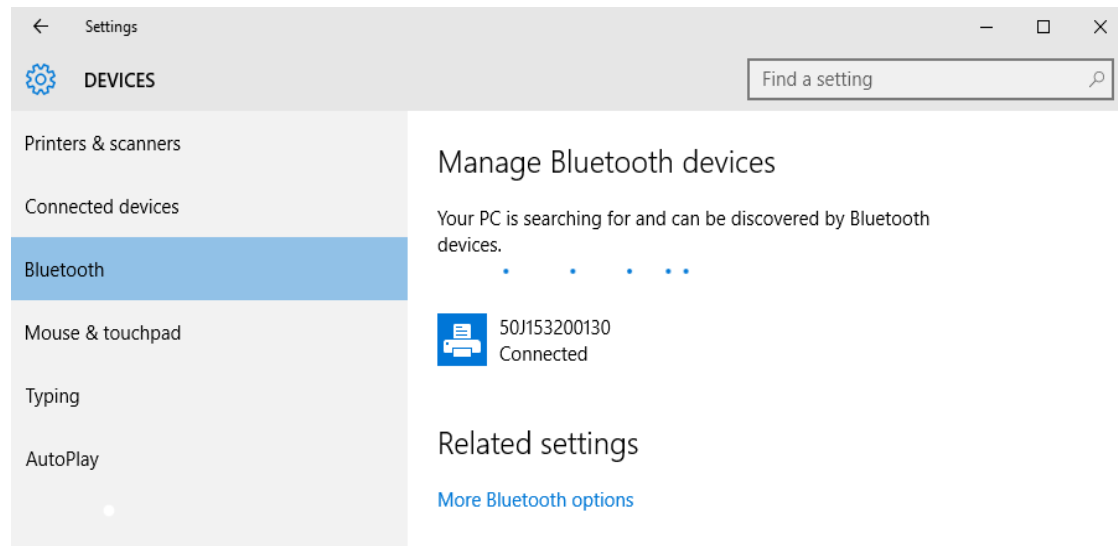 Settings
DEVICES
Find a setting
Printers & scanners
Connected devices
Bluetooth
Mouse & touchpad
Typing
AutoPlay
Manage Bluetooth devices
Your PC is searching for and can be discovered by Bluetooth
devices.
50J153200130
Connected
Related settings
More Bluetooth options